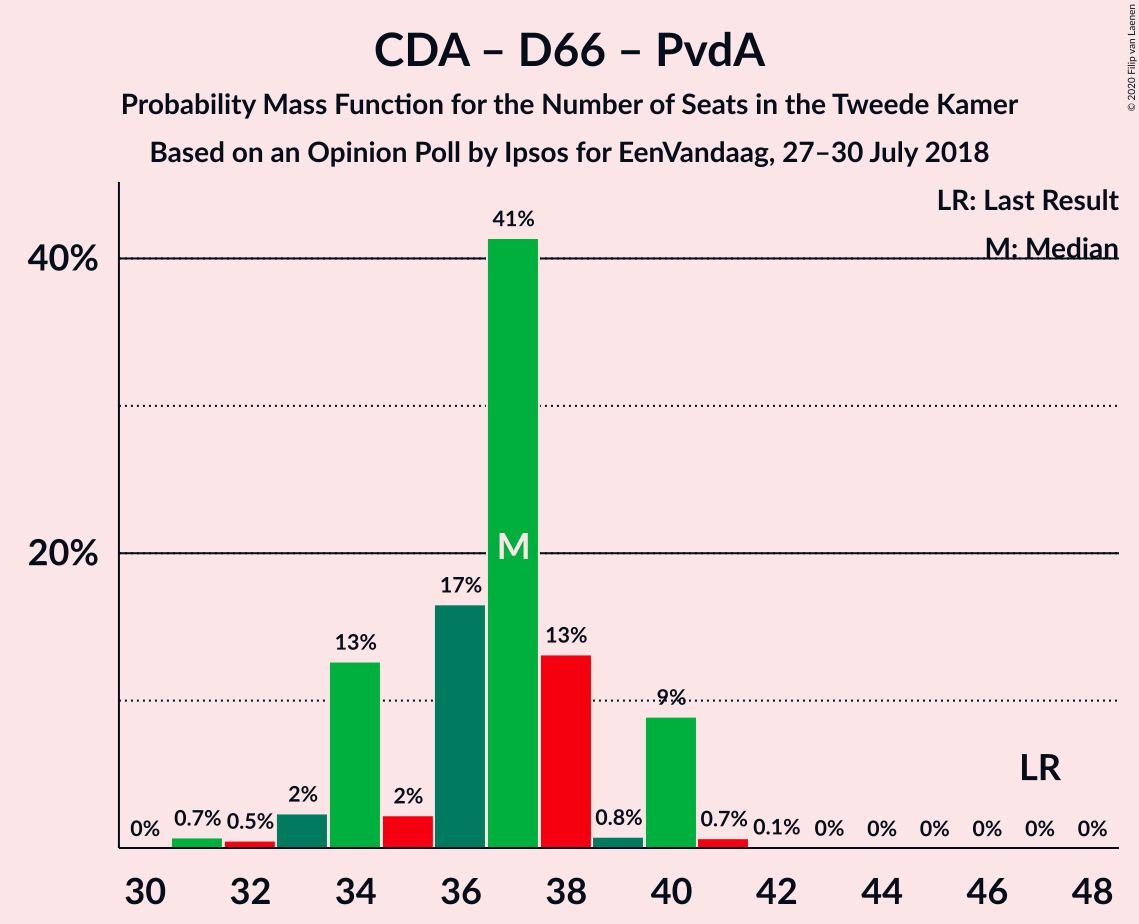 CDA – D66 – PvdA
Probability Mass Function for the Number of Seats in the Tweede Kamer
Based on an Opinion Poll by Ipsos for EenVandaag, 27–30 July 2018
© 2020 Filip van Laenen
LR: Last Result
M: Median
40%
20%
0%
0.7%
0.5%
2%
13%
2%
17%
41%
M
13%
0.8%
9%
0.7%
0.1%
0%
0%
0%
0%
0%
0%
LR
30 32 34 36 38 40 42 44 46 48